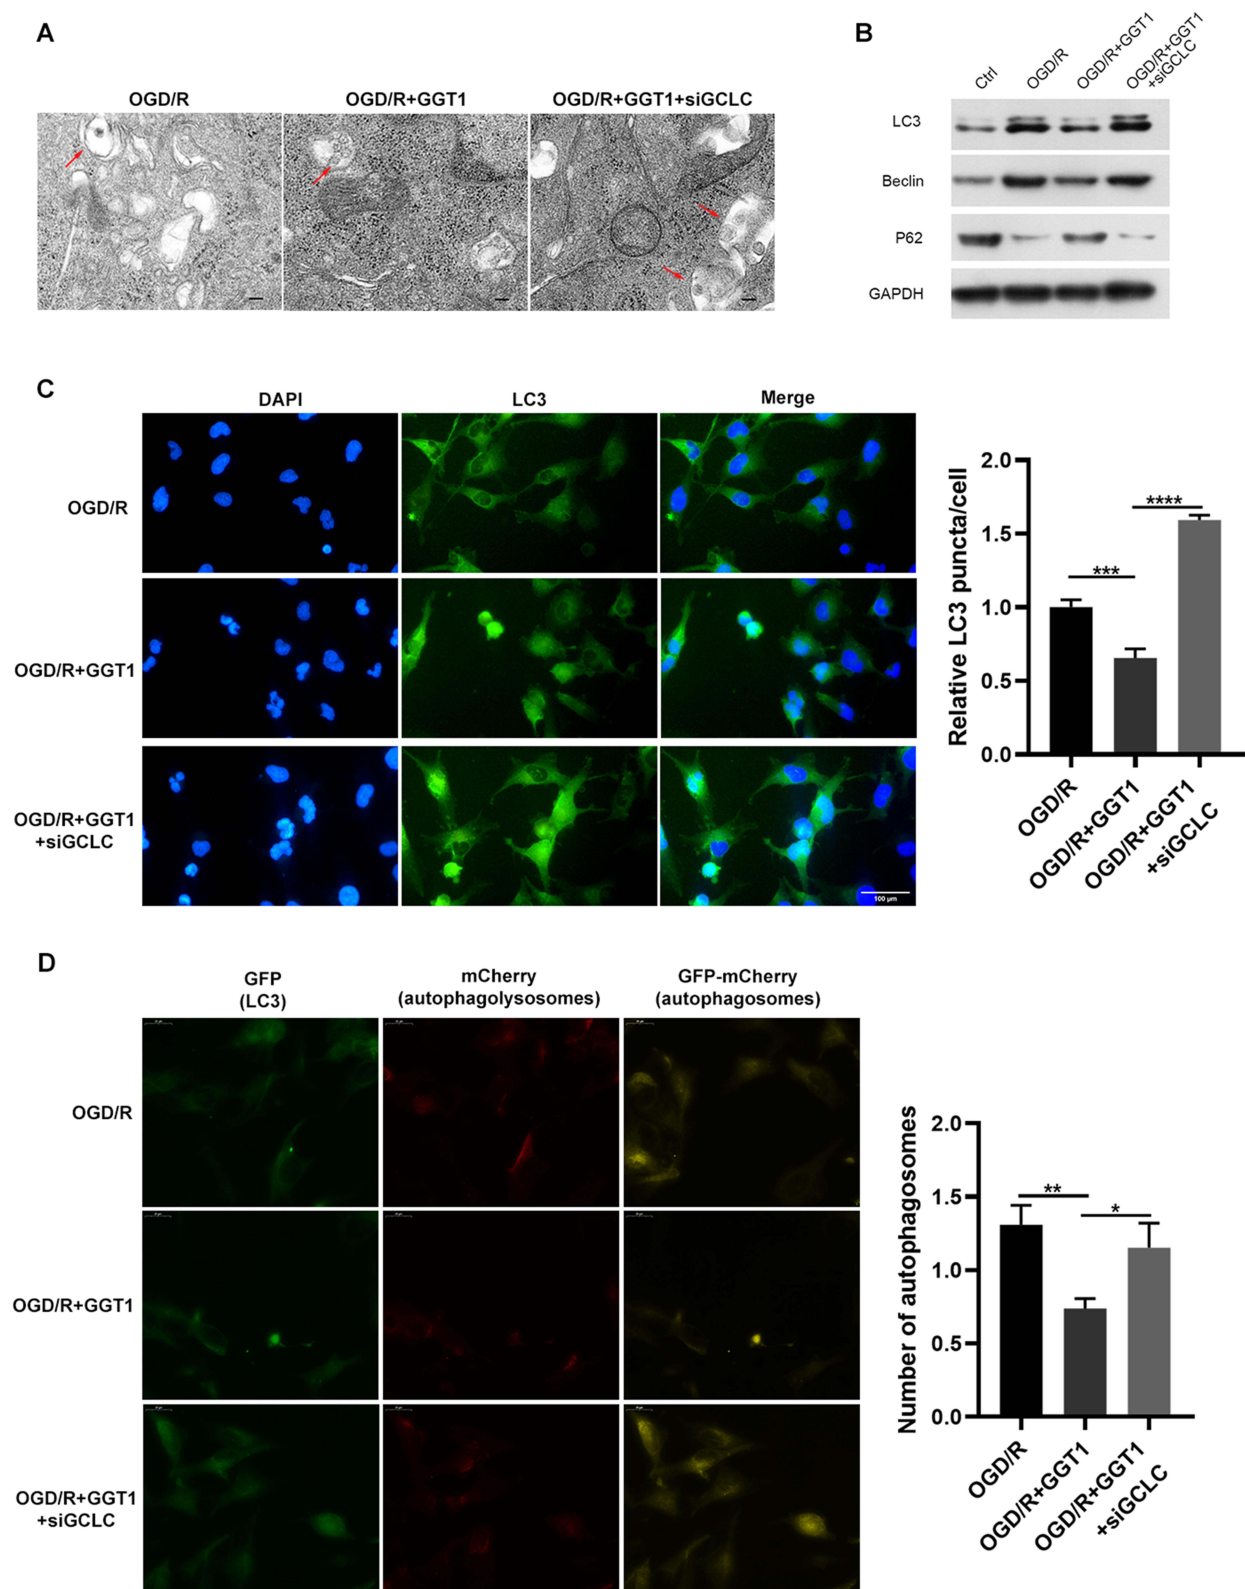 A
OGD/R
OGD/R+GGT1
OGD/R+GGT1+siGCLC
B
Ctrl
OGD/R
OGD/R+GGT1
OGD/R+GGT1
+siGCLC
LC3
Beclin
P62
GAPDH
C
DAPI
LC3
Merge
OGD/R
OGD/R+GGT1
OGD/R+GGT1
+siGCLC
100 μm
Relative LC3 puncta/cell
2.0
1.5
1.0
0.5
0.0
***
****
OGD/R
OGD/R+GGT1
OGD/R+GGT1
+siGCLC
D
GFP
(LC3)
mCherry
(autophagolysosomes)
GFP-mCherry
(autophagosomes)
OGD/R
OGD/R+GGT1
OGD/R+GGT1
+siGCLC
Number of autophagosomes
2.0
1.5
1.0
0.5
0.0
**
*
OGD/R
OGD/R+GGT1
OGD/R+GGT1
+siGCLC